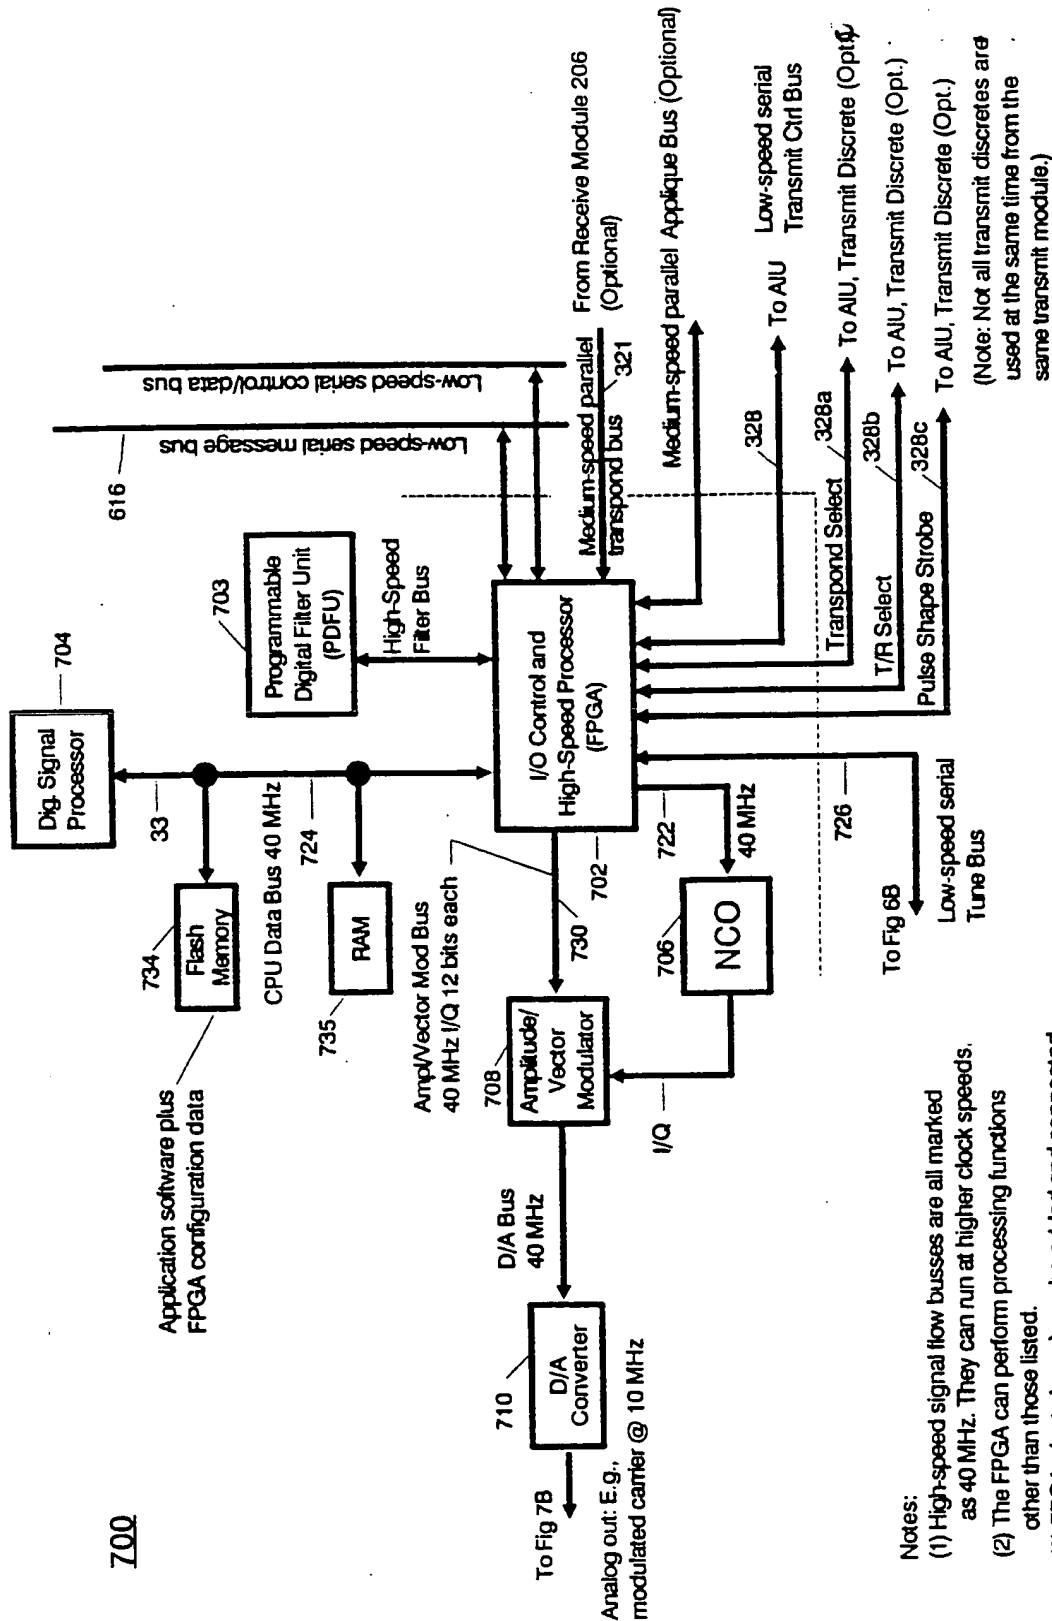 700
704
Dig. Signal
Processor
33
734
Flash
Memory
Application software plus
FPGA configuration data
CPU Data Bus 40 MHz
724
735
RAM
703
Programmable
Digital Filter Unit
(PDFU)
High-Speed
Filter Bus
616
Low-speed serial message bus
Low-speed serial control/data bus
Medium-speed parallel
transpond bus
321
From Receive Module 206
(Optional)
Medium-speed parallel Applique Bus (Optional)
I/O Control and
High-Speed Processor
(FPGA)
702
Ampl/Vector Mod Bus
40 MHz I/Q 12 bits each
730
708
Amplitude/
Vector
Modulator
I/Q
706
NCO
722
40 MHz
D/A Bus
40 MHz
710
D/A
Converter
To Fig 7B
Analog out: E.g.,
modulated carrier @ 10 MHz
328
To AIU
Low-speed serial
Transmit Ctrl Bus
Transpond Select
328a
To AIU, Transmit Discrete (Opt.)
T/R Select
328b
To AIU, Transmit Discrete (Opt.)
Pulse Shape Strobe
328c
To AIU, Transmit Discrete (Opt.)
(Note: Not all transmit discretes are
used at the same time from the
same transmit module.)
726
To Fig 6B
Low-speed serial
Tune Bus
Notes:
(1) High-speed signal flow busses are all marked
as 40 MHz. They can run at higher clock speeds.
(2) The FPGA can perform processing functions
other than those listed.